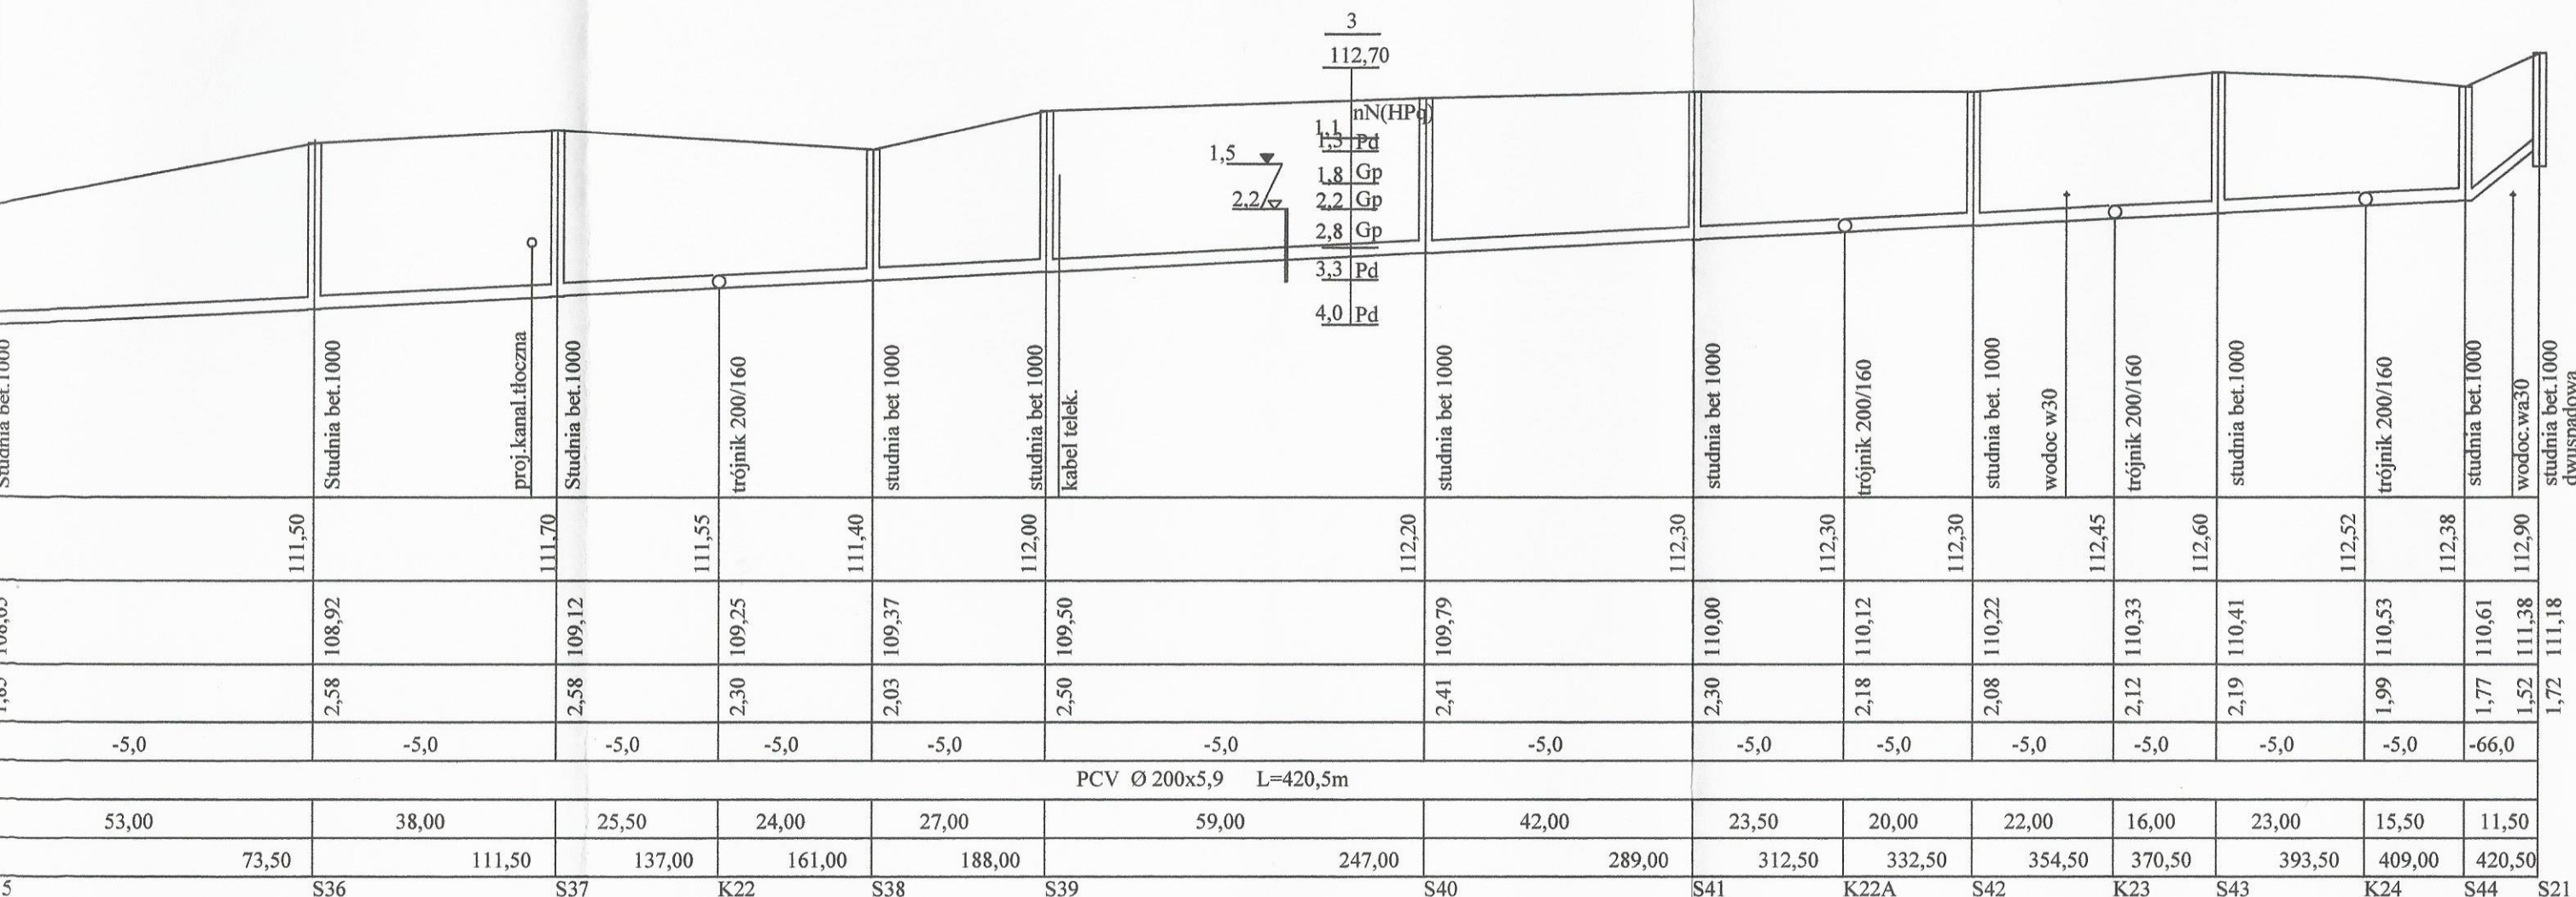 3
112,70
nN(HPq)
1,1
1,3 Pd
1,5
1,8 Gp
2,2
2,2 Gp
2,8 Gp
3,3 Pd
4,0 Pd
Studnia bet.1000
Studnia bet.1000
proj.kanal.tłoczna
Studnia bet.1000
trójnik 200/160
studnia bet 1000
studnia bet 1000
kabel telek.
studnia bet 1000
studnia bet 1000
trójnik 200/160
studnia bet. 1000
wodoc w30
trójnik 200/160
studnia bet.1000
trójnik 200/160
studnia bet.1000
wodoc.wa30
studnia bet.1000
dwuspadowa
111,50 111,70 111,55 111,40 112,00 112,20 112,30 112,30 112,30 112,45 112,60 112,52 112,38 112,90
108,92 109,12 109,25 109,37 109,50 109,79 110,00 110,12 110,22 110,33 110,41 110,53 110,61 111,38 111,18
2,58 2,58 2,30 2,03 2,50 2,41 2,30 2,18 2,08 2,12 2,19 1,99 1,77 1,52 1,72
-5,0 -5,0 -5,0 -5,0 -5,0 -5,0 -5,0 -5,0 -5,0 -5,0 -5,0 -5,0 -5,0 -66,0
PCV Ø 200x5,9 L=420,5m
53,00 38,00 25,50 24,00 27,00 59,00 42,00 23,50 20,00 22,00 16,00 23,00 15,50 11,50
73,50 111,50 137,00 161,00 188,00 247,00 289,00 312,50 332,50 354,50 370,50 393,50 409,00 420,50
5 S36 S37 K22 S38 S39 S40 S41 K22A S42 K23 S43 K24 S44 S21